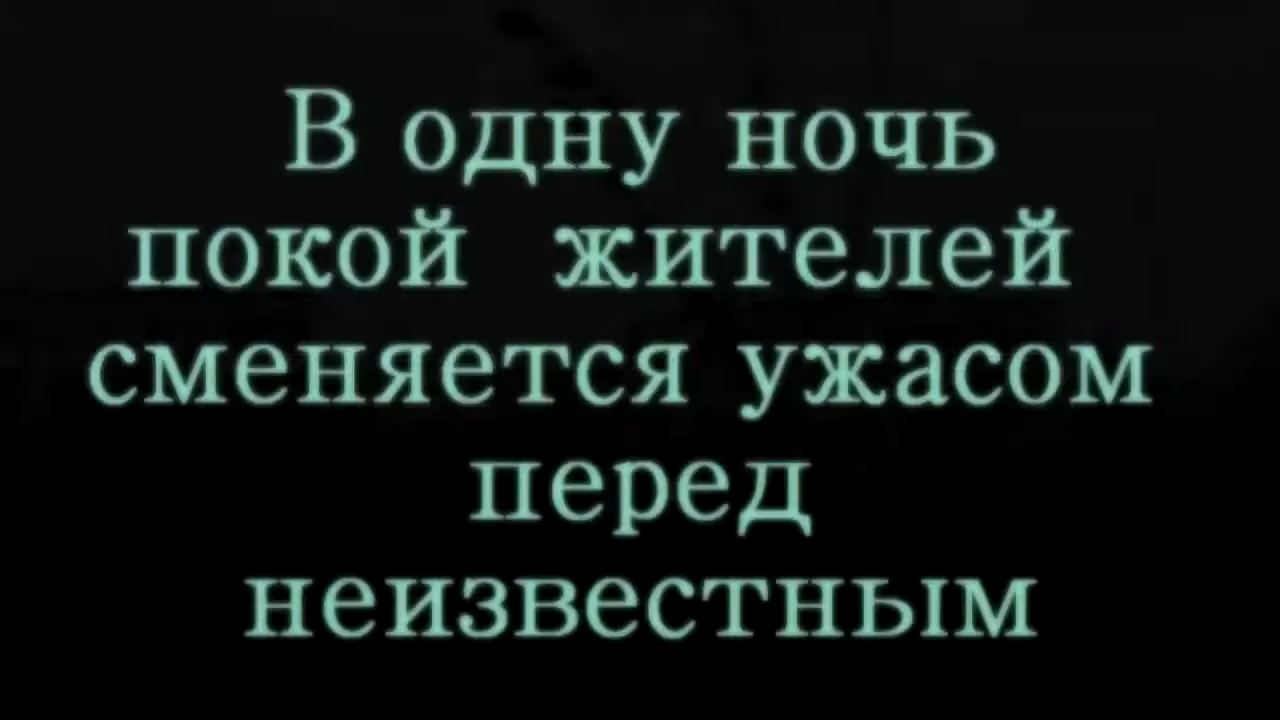 В одну ночь
покой жителей
сменяется ужасом
перед
неизвестным